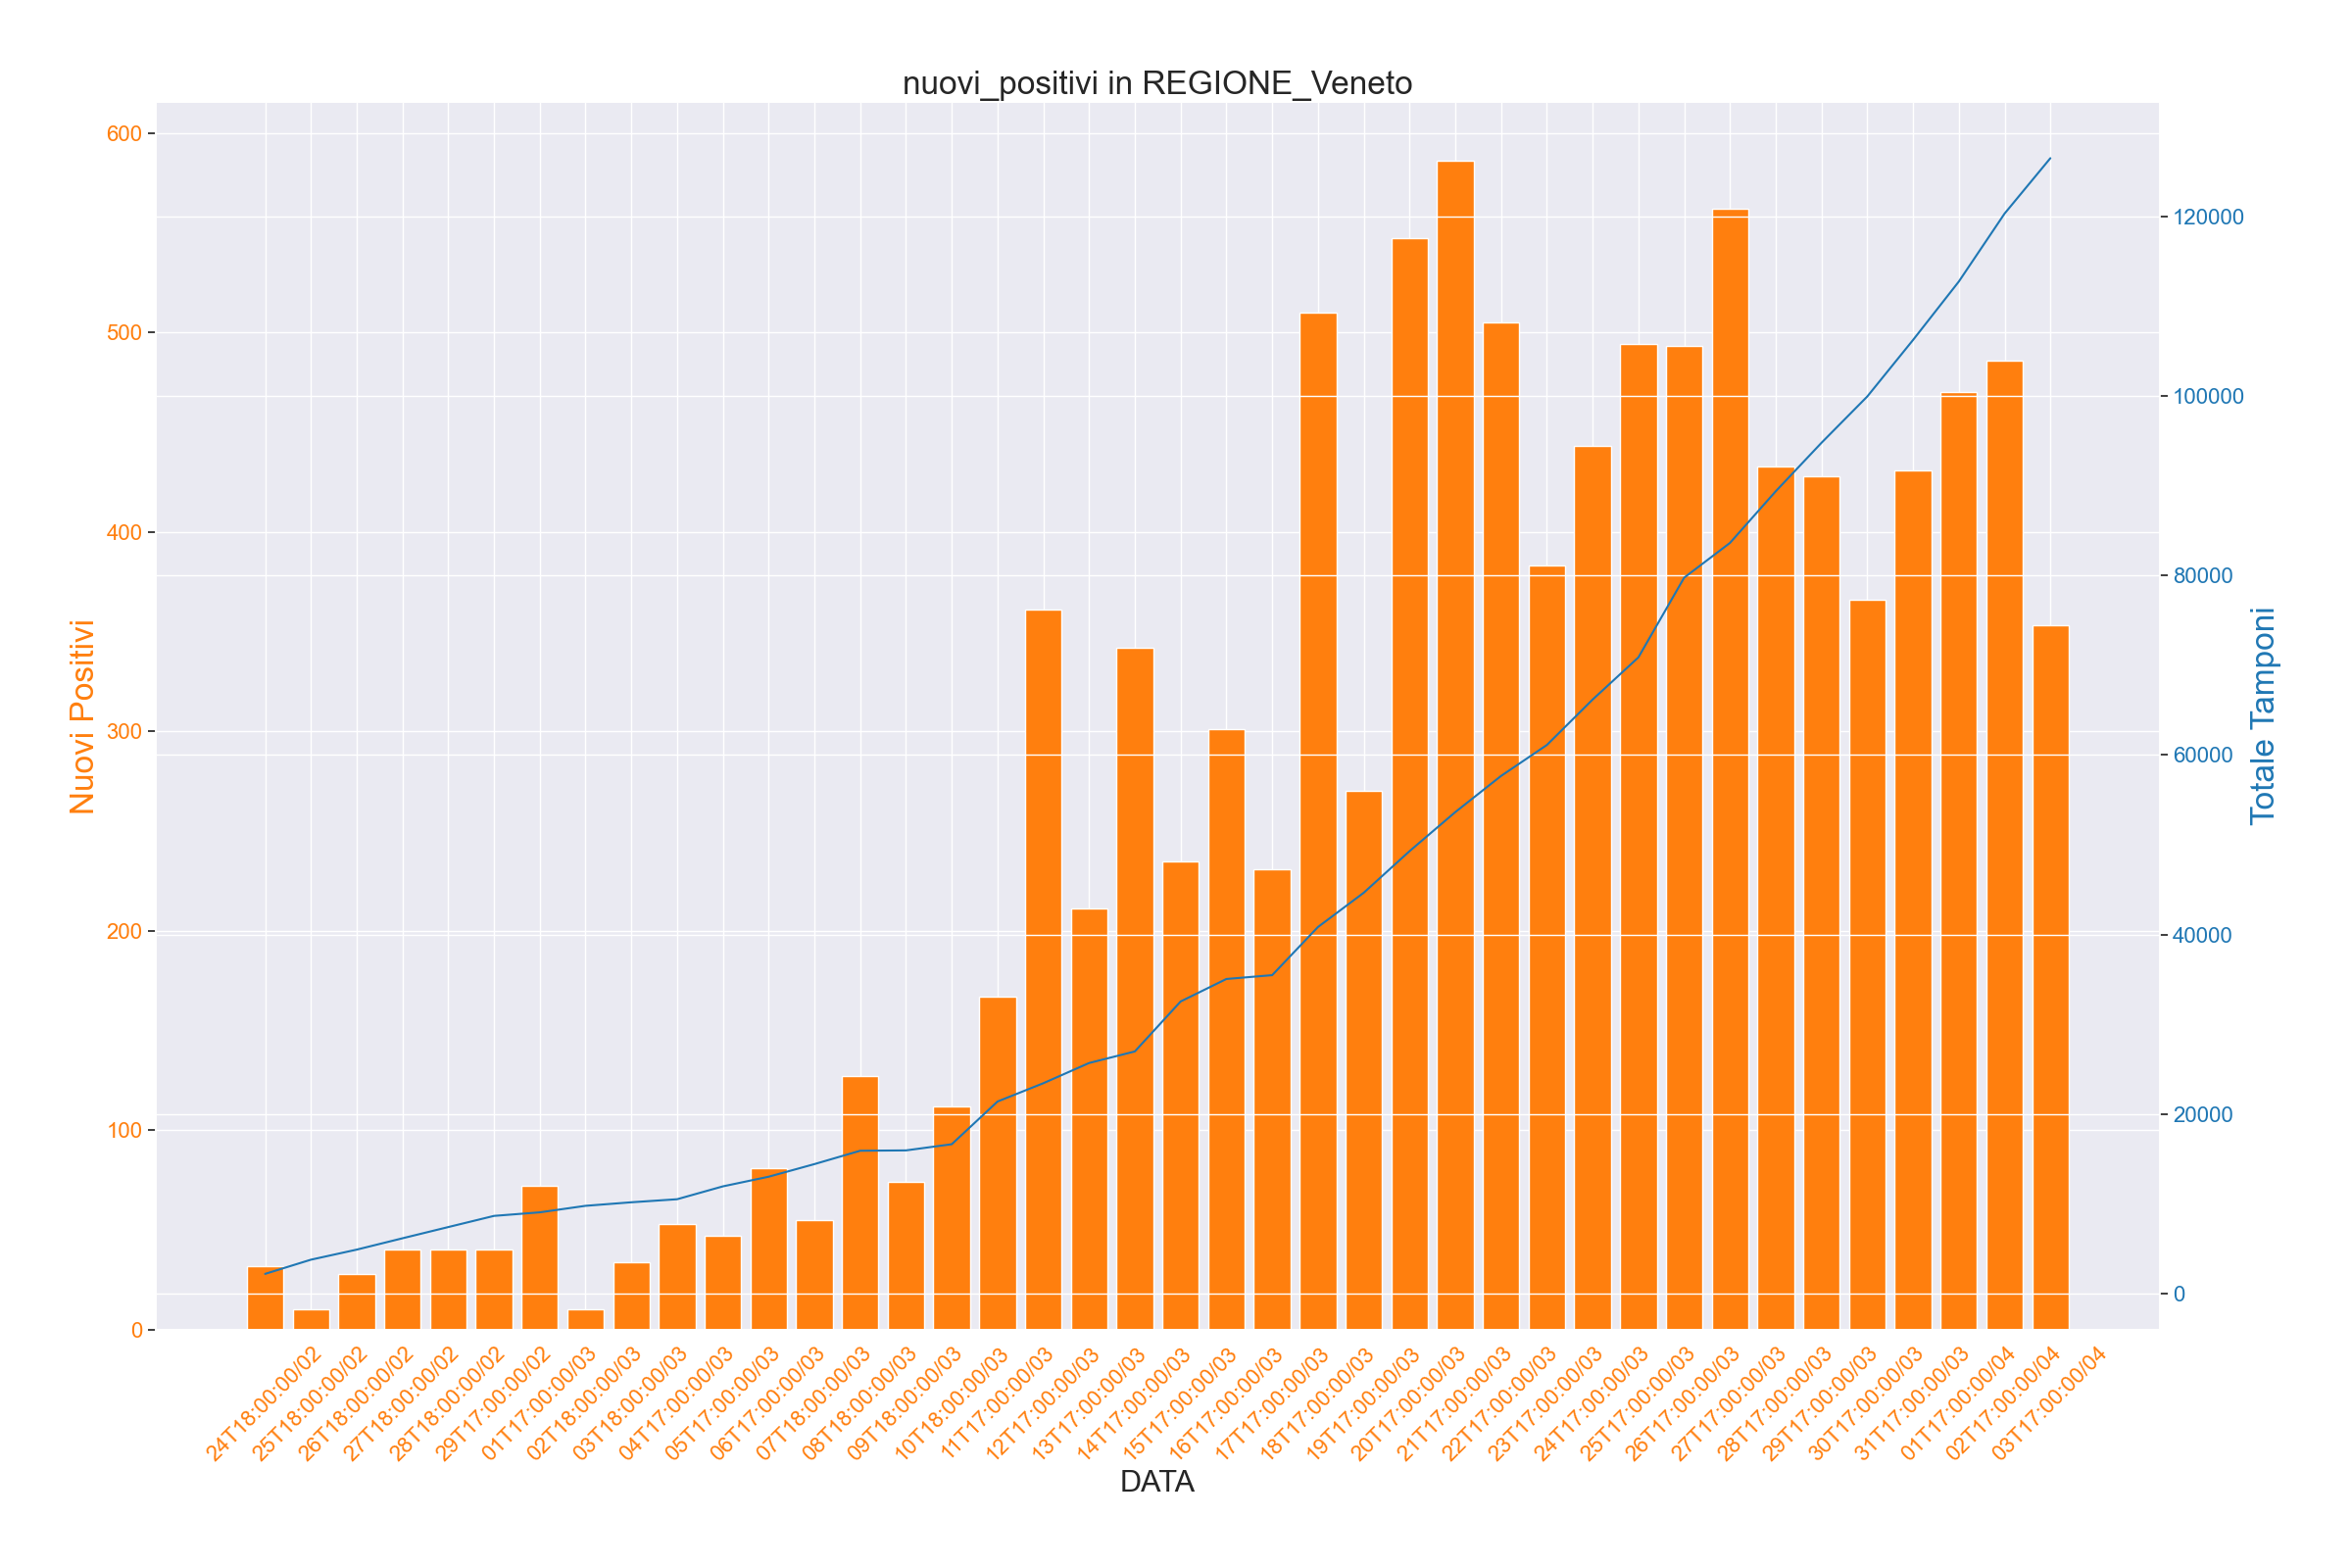 nuovi_positivi in REGIONE_Veneto
600
500
400
300
200
100
0
Nuovi Positivi
120000
100000
80000
60000
40000
20000
0
Totale Tamponi
24T18:00:00/02
25T18:00:00/02
26T18:00:00/02
27T18:00:00/02
28T18:00:00/02
29T17:00:00/02
01T17:00:00/03
02T18:00:00/03
03T18:00:00/03
04T17:00:00/03
05T17:00:00/03
06T17:00:00/03
07T18:00:00/03
08T18:00:00/03
09T18:00:00/03
10T18:00:00/03
11T17:00:00/03
12T17:00:00/03
13T17:00:00/03
14T17:00:00/03
15T17:00:00/03
16T17:00:00/03
17T17:00:00/03
18T17:00:00/03
19T17:00:00/03
20T17:00:00/03
21T17:00:00/03
22T17:00:00/03
23T17:00:00/03
24T17:00:00/03
25T17:00:00/03
26T17:00:00/03
27T17:00:00/03
28T17:00:00/03
29T17:00:00/03
30T17:00:00/03
31T17:00:00/03
01T17:00:00/04
02T17:00:00/04
03T17:00:00/04
DATA